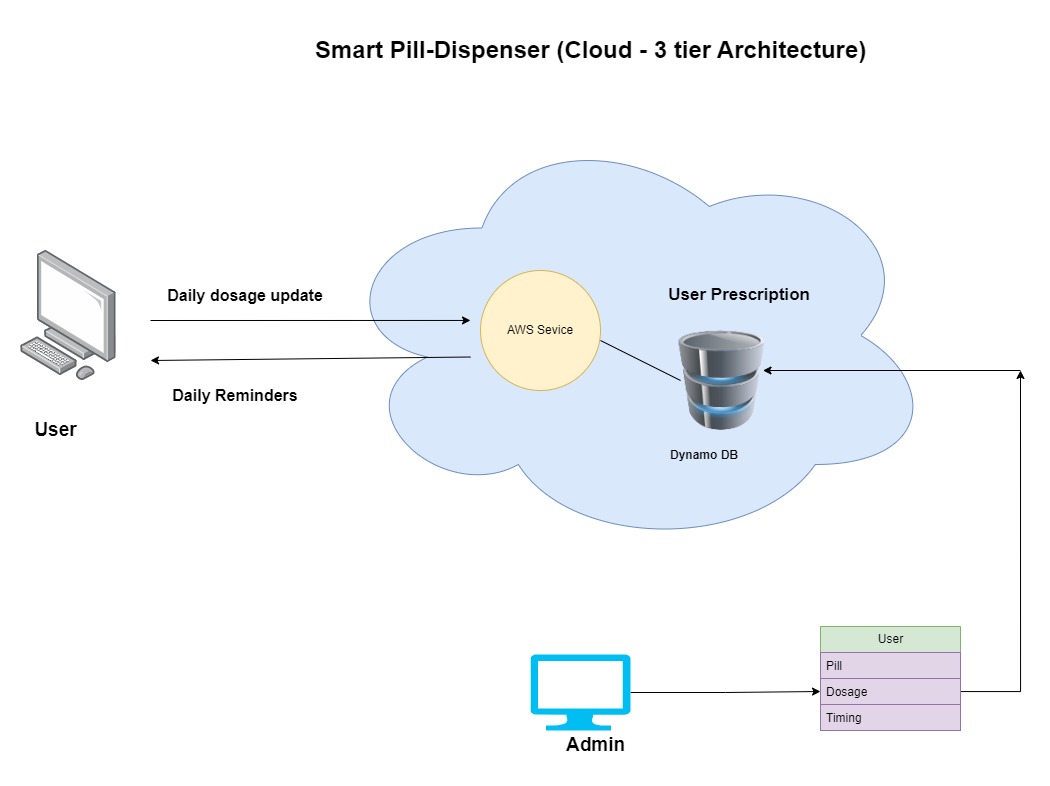 Smart Pill-Dispenser (Cloud - 3 tier Architecture)
Daily dosage update
Daily Reminders
User
AWS Sevice
User Prescription
Dynamo DB
Admin
User
Pill
Dosage
Timing